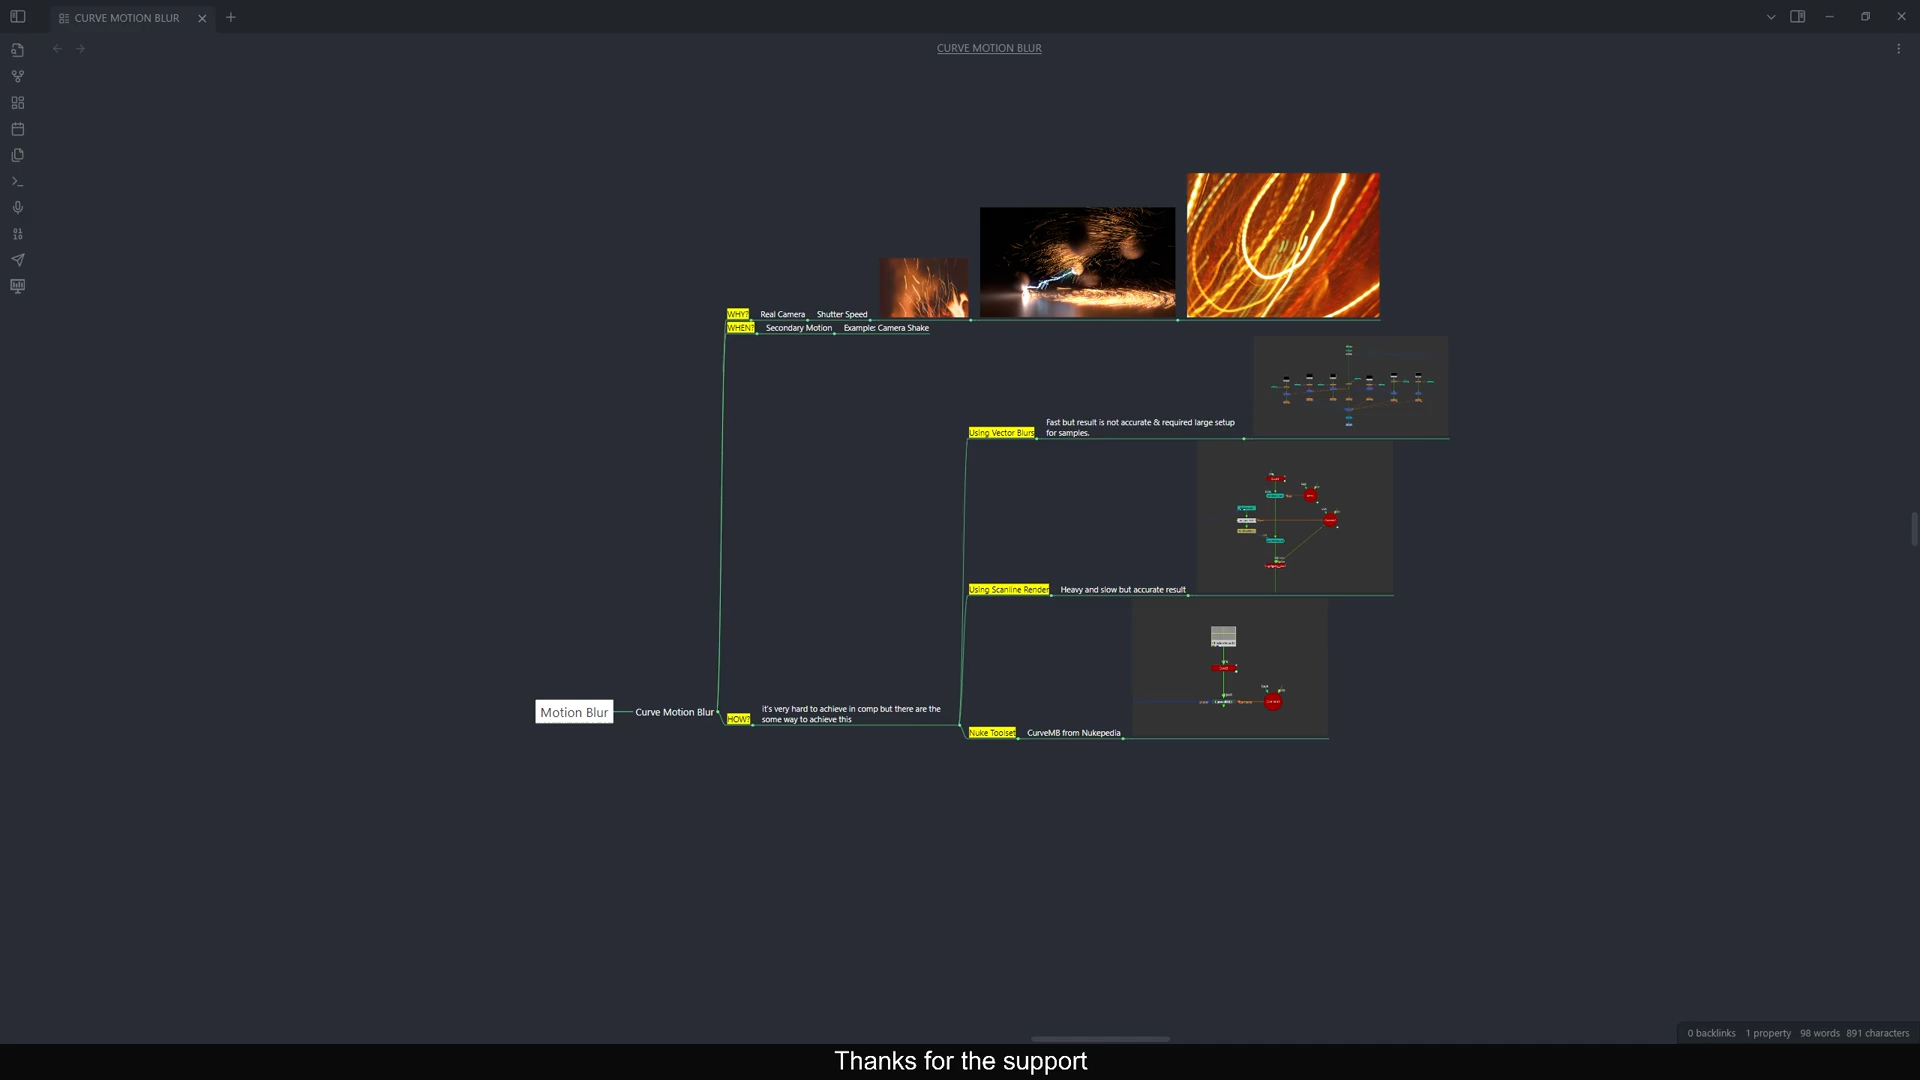 CURVE MOTION BLUR
CURVE MOTION BLUR
WHY? Real Camera Shutter Speed
WHEN? Secondary Motion Example: Camera Shake
Fast but result is not accurate & required large setup
Using Vector Blurs for samples.
Using Scanline Render Heavy and slow but accurate result
it's very hard to achieve in comp but there are the
Motion Blur Curve Motion Blur HOW? some way to achieve this
Nuke Toolset CurveMB from Nukepedia
0 backlinks 1 property 98 words 891 characters
Thanks for the support